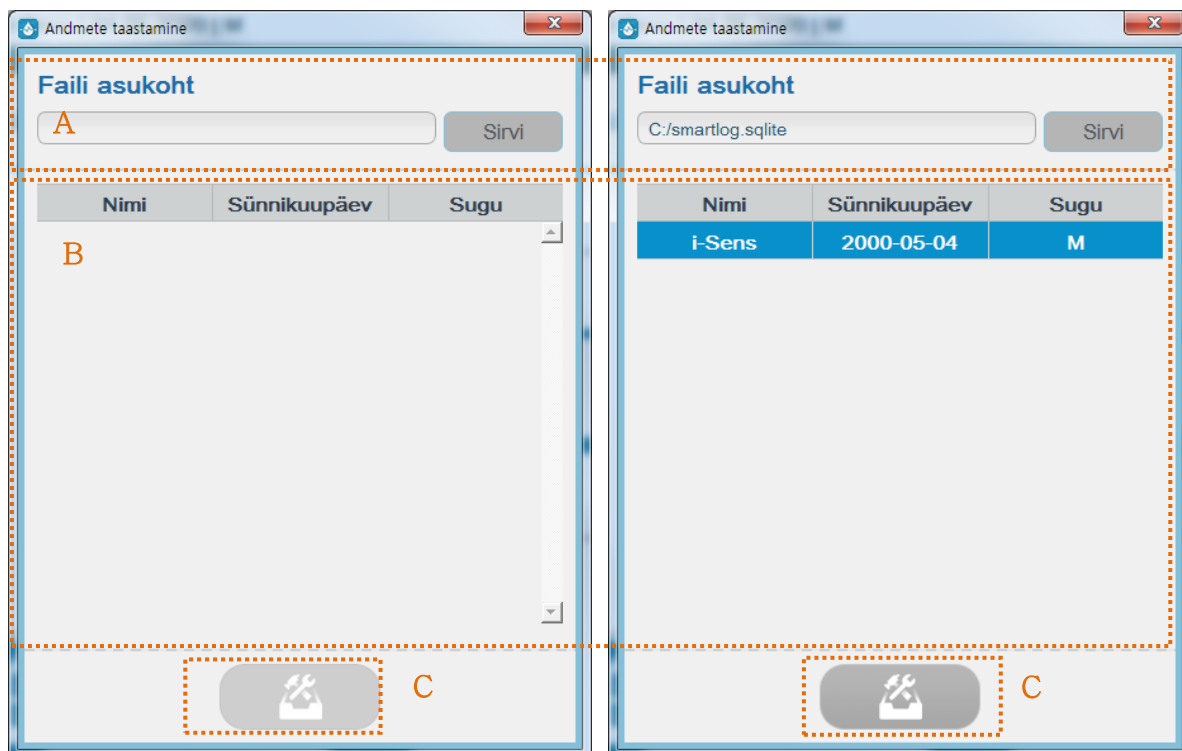 Andmete taastamine
Faili asukoht
A
Sirvi
Nimi Sünnikuupäev Sugu
B
C
Andmete taastamine
Faili asukoht
C:/smartlog.sqlite Sirvi
Nimi Sünnikuupäev Sugu
i-Sens 2000-05-04 M
C